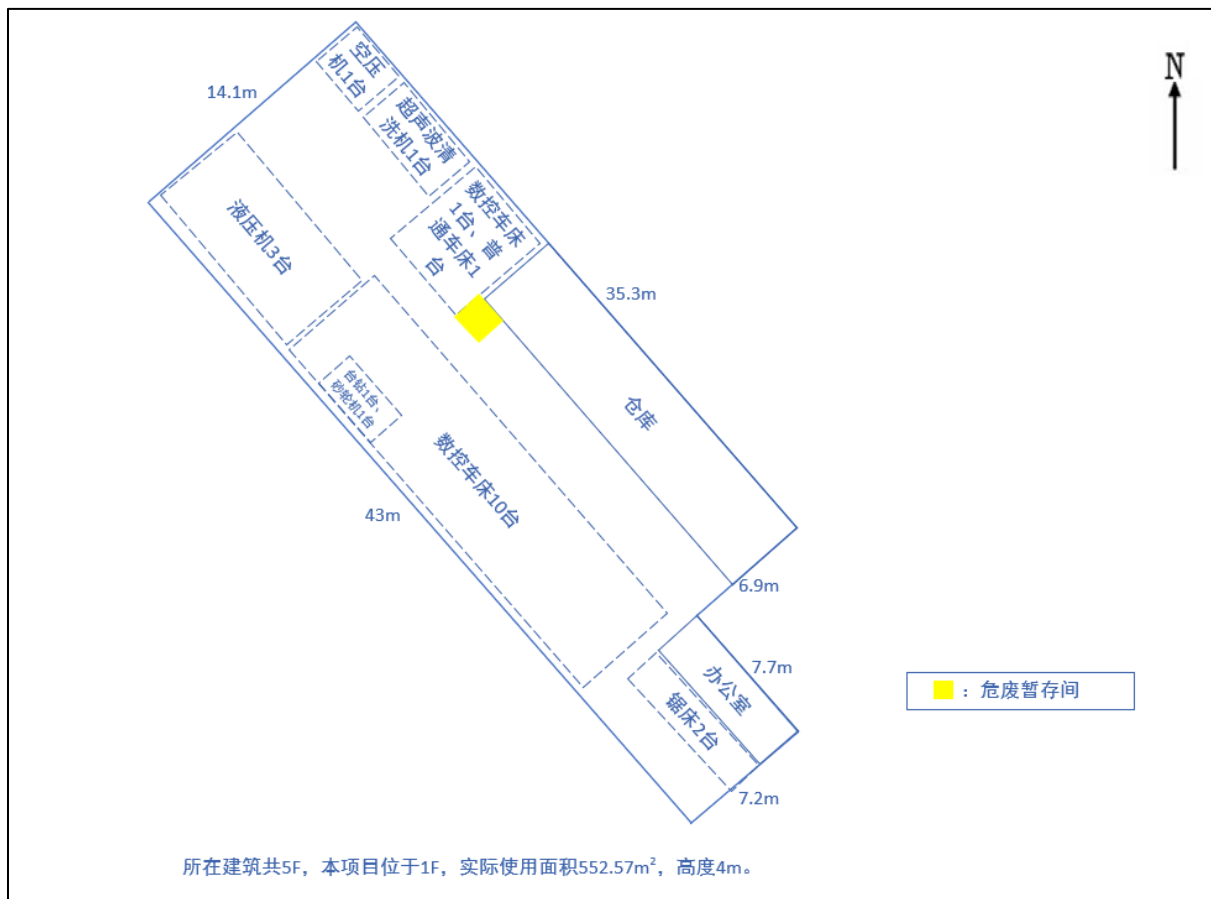 N
14.1m
空压
机1台
超声波清
洗机1台
数控车床
1台、普
通车床1
台
液压机3台
35.3m
台钻1台、
砂轮机1台
数控车床10台
仓库
43m
6.9m
7.7m
办公室
锯床2台
7.2m
：危废暂存间
所在建筑共5F，本项目位于1F，实际使用面积552.57m²，高度4m。